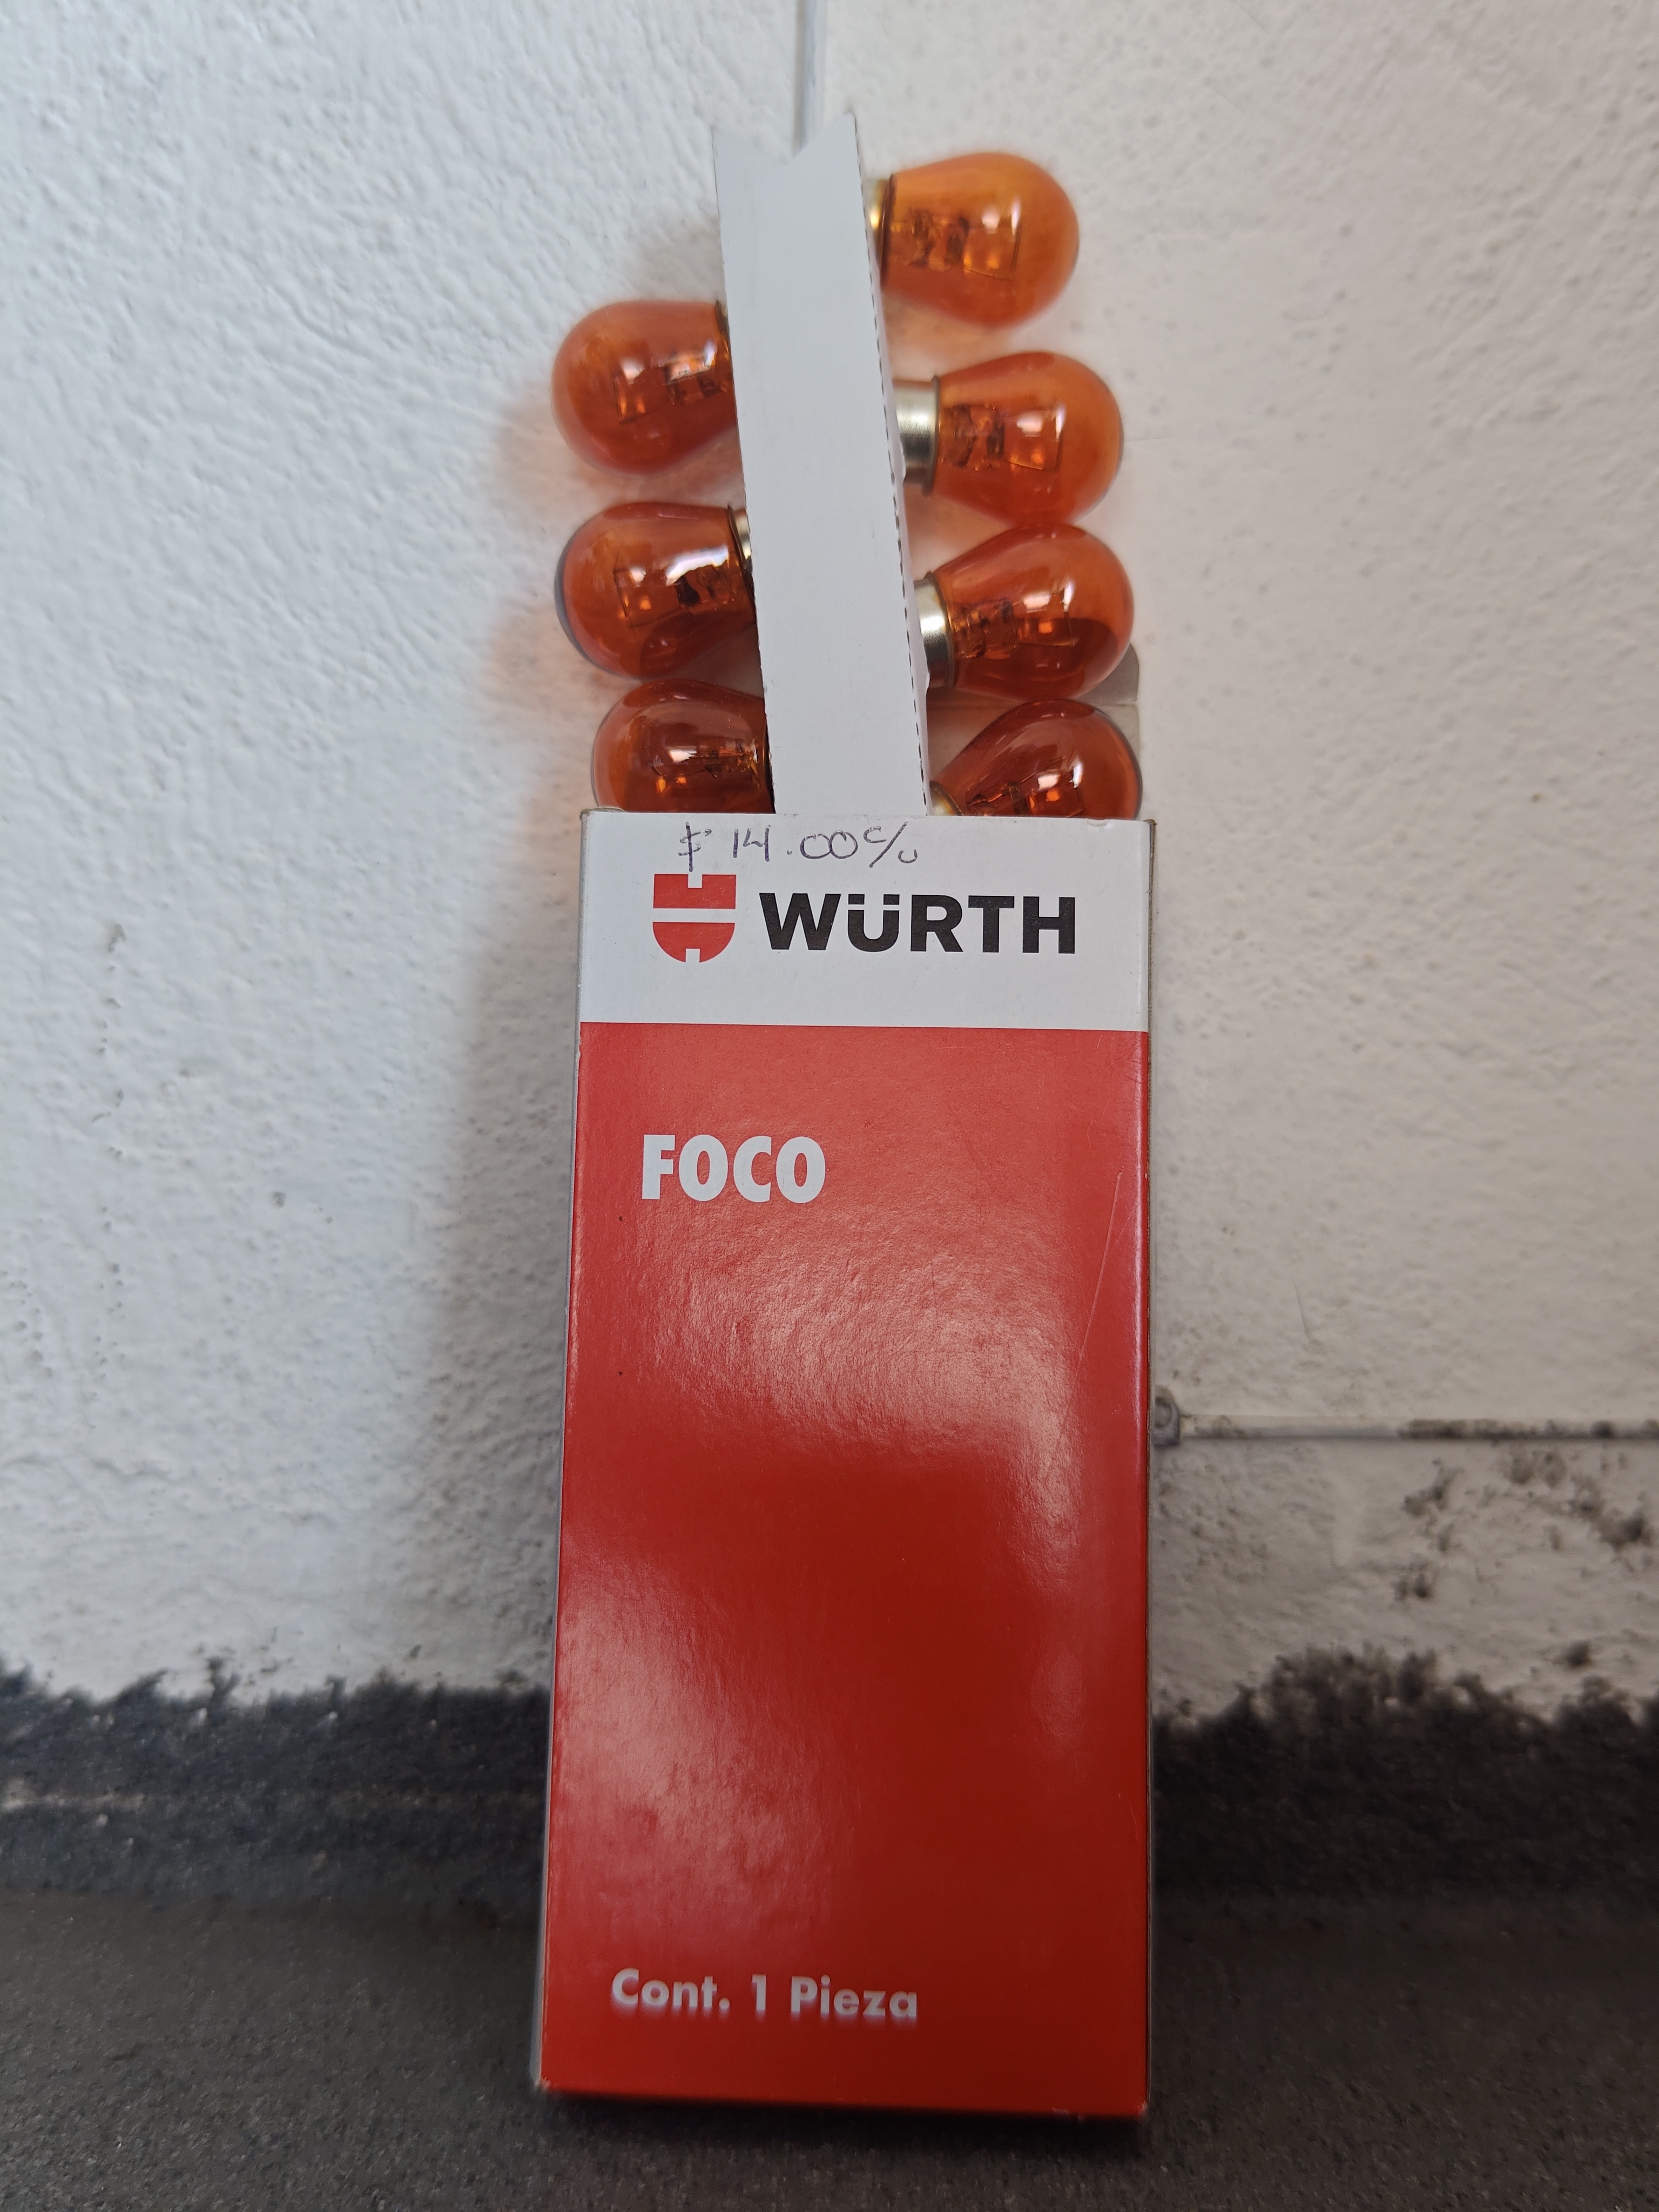 $ 14.00 c/u
WÜRTH
FOCO
Cont. 1 Pieza